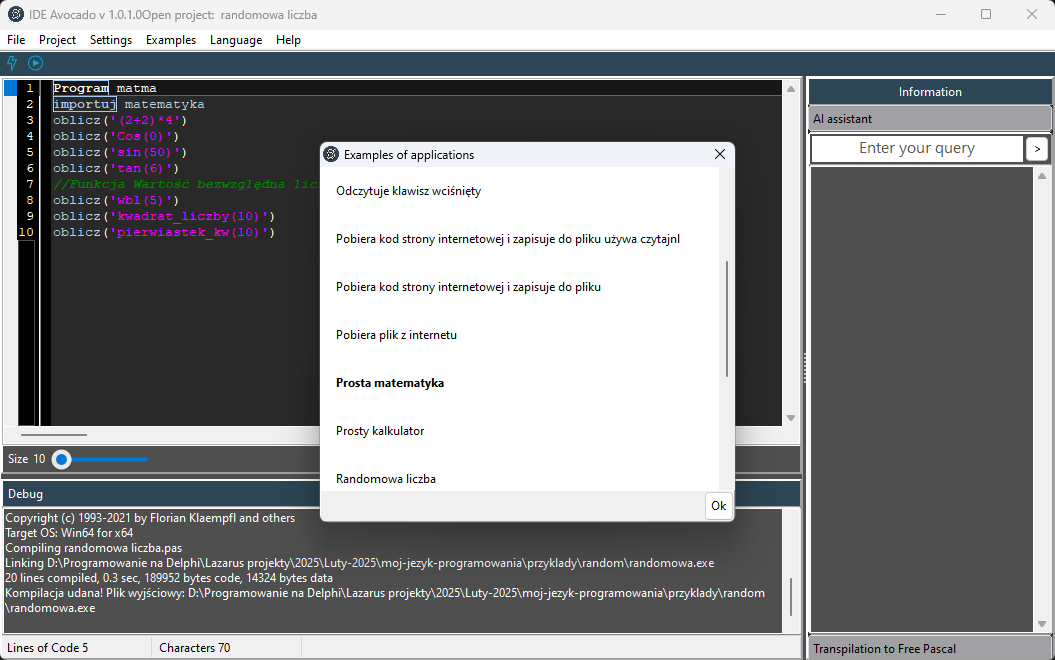 IDE Avocado v 1.0.1.0Open project: randomowa liczba
File Project Settings Examples Language Help
1 Program matma
2 importuj matematyka
3 oblicz('(2+2)*4')
4 oblicz('Cos(0)')
5 oblicz('sin(50)')
6 oblicz('tan(6)')
7 //Funkcja Wartość bezwzględna
8 oblicz('wbl(5)')
9 oblicz('kwadrat_liczby(10)')
10 oblicz('pierwiastek_kw(10)')
Size 10
Examples of applications
Odczytuje klawisz wciśnięty
Pobiera kod strony internetowej i zapisuje do pliku używa czytajnl
Pobiera kod strony internetowej i zapisuje do pliku
Pobiera plik z internetu
Prosta matematyka
Prosty kalkulator
Randomowa liczba
Ok
Information
AI assistant
Enter your query >
Debug
Copyright (c) 1993-2021 by Florian Klaempfl and others
Target OS: Win64 for x64
Compiling randomowa liczba.pas
Linking D:\Programowanie na Delphi\Lazarus projekty\2025\Luty-2025\moj-jezyk-programowania\przyklady\random\randomowa.exe
20 lines compiled, 0.3 sec, 189952 bytes code, 14324 bytes data
Kompilacja udana! Plik wyjściowy: D:\Programowanie na Delphi\Lazarus projekty\2025\Luty-2025\moj-jezyk-programowania\przyklady\random
\randomowa.exe
Lines of Code 5 Characters 70
Transpilation to Free Pascal